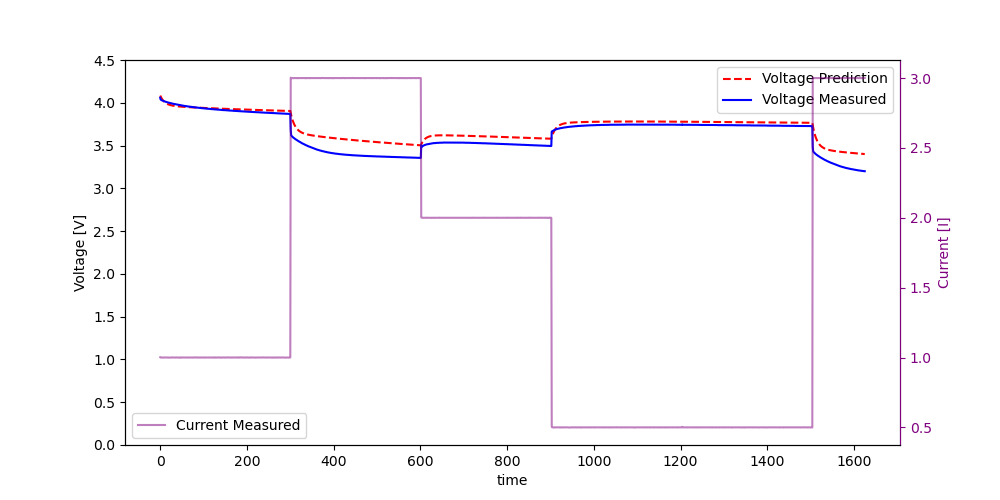 4.5
4.0
3.5
3.0
2.5
2.0
1.5
1.0
0.5
0.0
Voltage [V]
Voltage Prediction
Voltage Measured
Current Measured
3.0
2.5
2.0
1.5
1.0
0.5
Current [I]
0 200 400 600 800 1000 1200 1400 1600
time